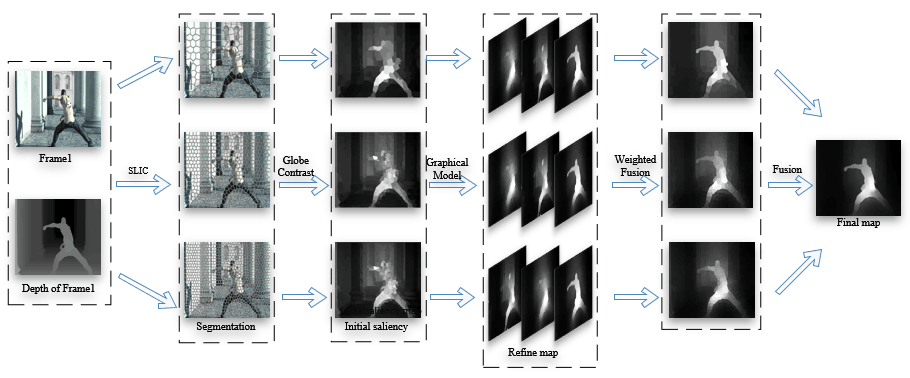 Frame1
Depth of Frame1
SLIC
Segmentation
Globe
Contrast
Initial saliency
Graphical
Model
Refine map
Weighted
Fusion
Fusion
Final map